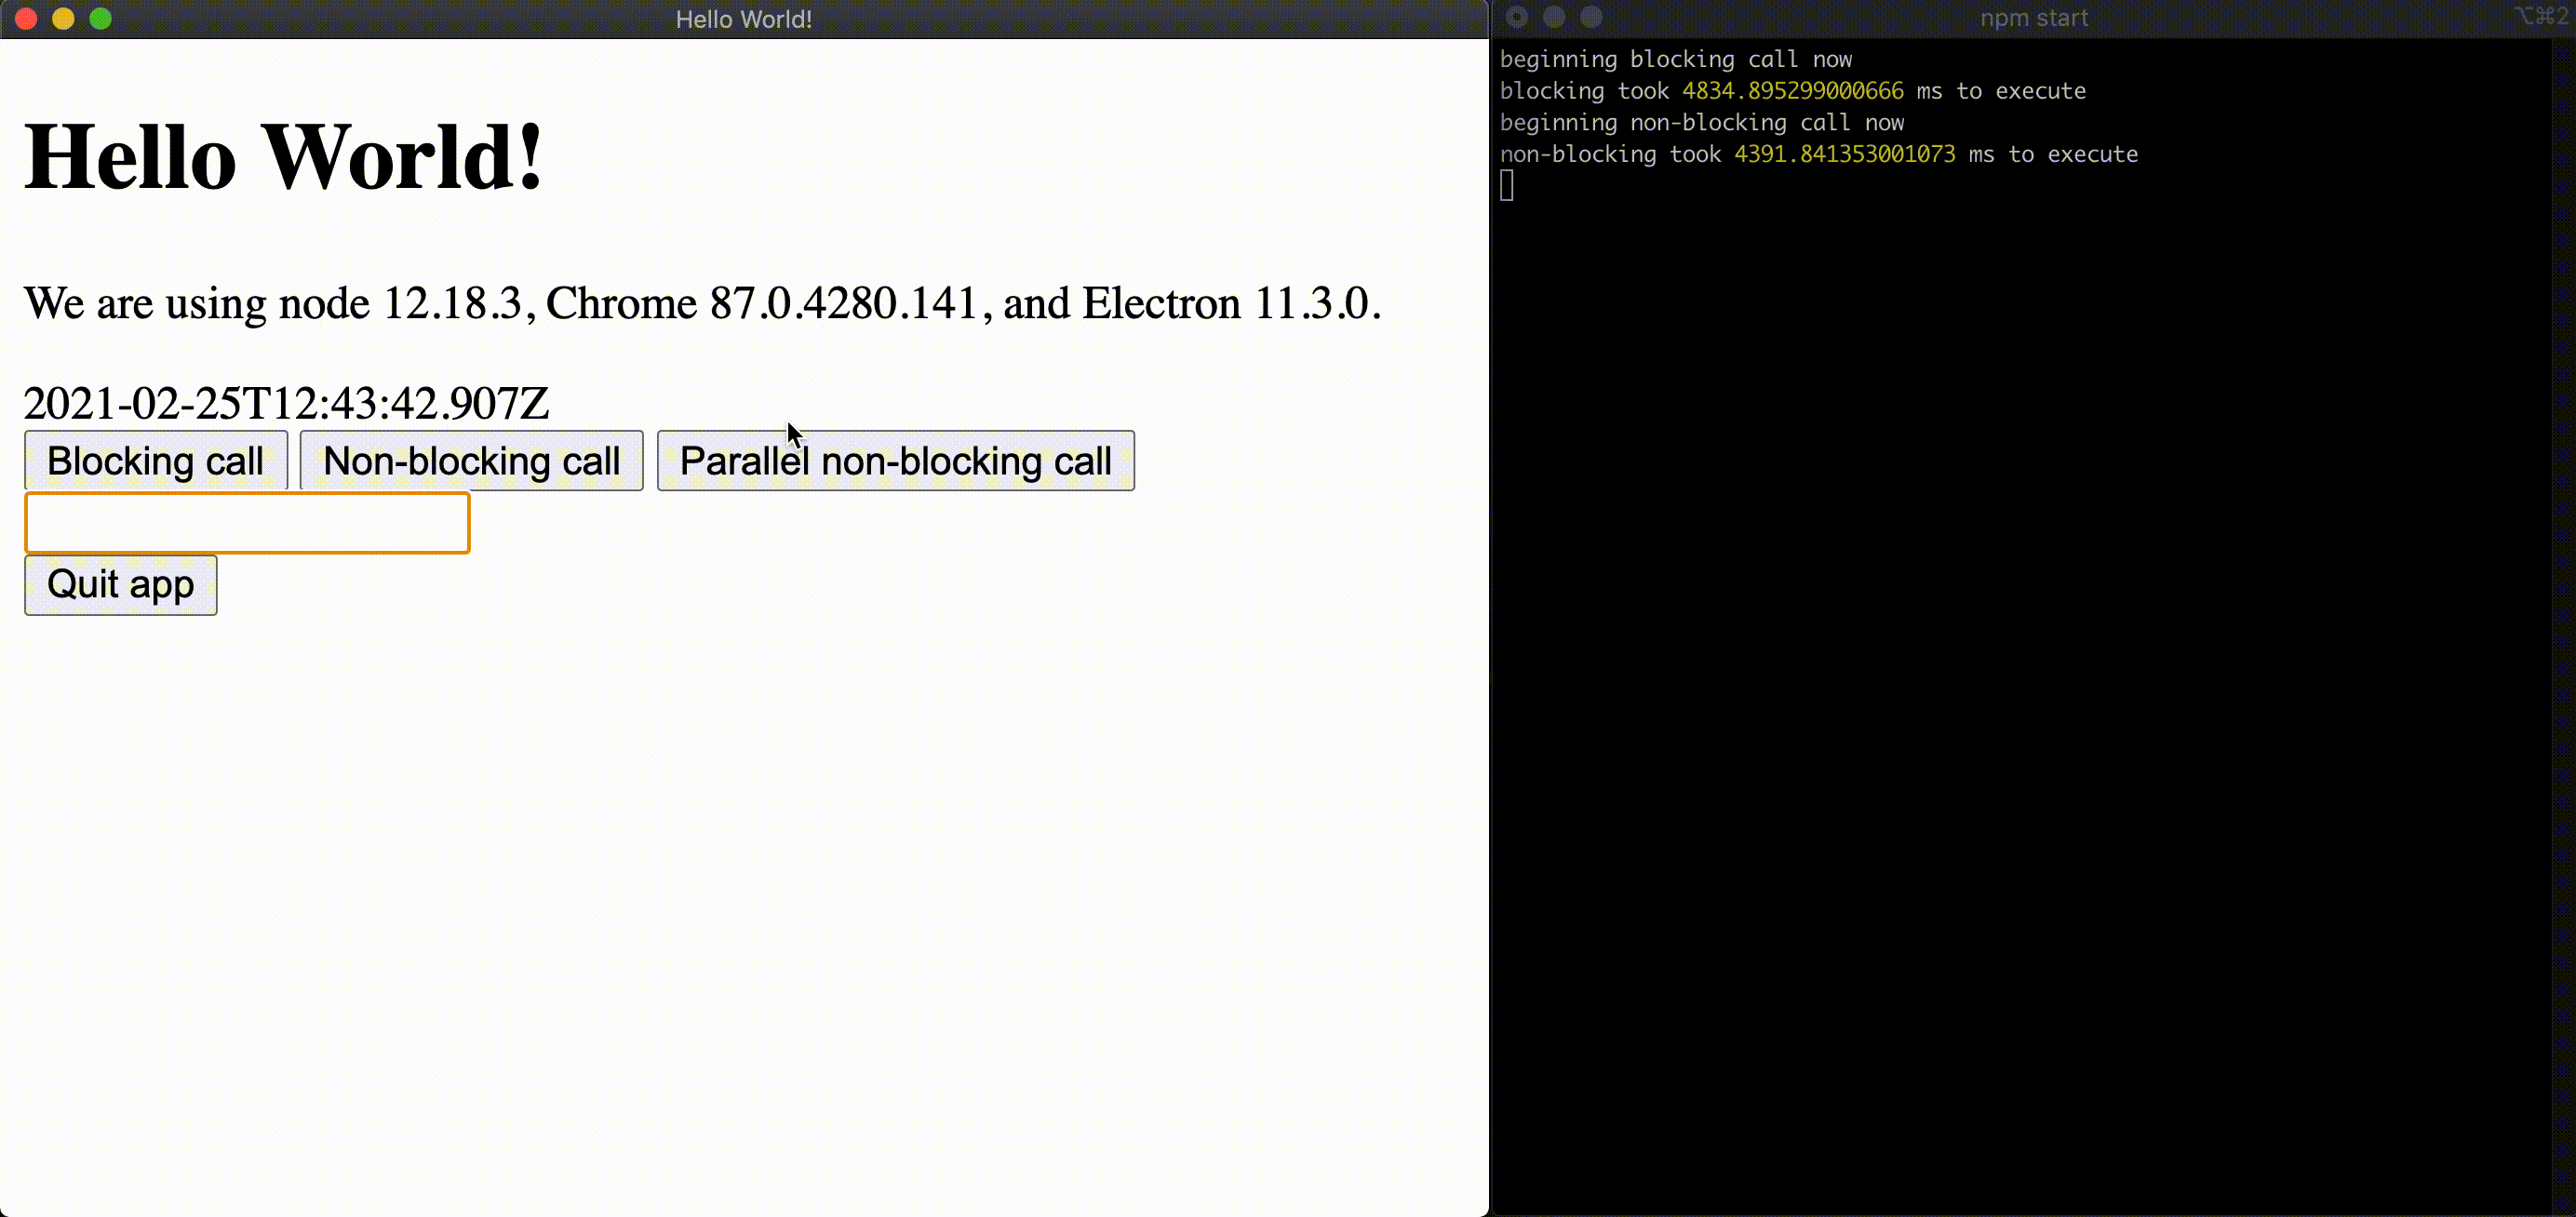 Hello World!
npm start
⌥⌘2
Hello World!
We are using node 12.18.3, Chrome 87.0.4280.141, and Electron 11.3.0.
2021-02-25T12:43:42.907Z
Blocking call Non-blocking call Parallel non-blocking call
Quit app
beginning blocking call now
blocking took 4834.895299000666 ms to execute
beginning non-blocking call now
non-blocking took 4391.841353001073 ms to execute